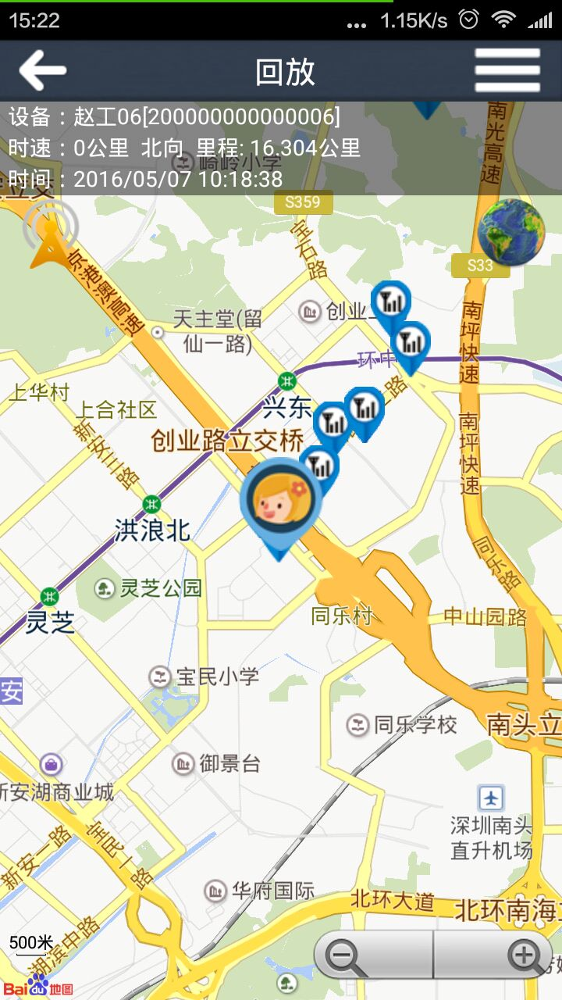 15:22
... 1.15K/s
回放
设备：赵工06[200000000000006]
时速：0公里 北向 里程: 16.304公里
时间：2016/05/07 10:18:38
崎岭小学
南光高速
S359
宝石路
S33
京港澳高速
天主堂(留
仙一路)
创业
南坪快速
环中
路
上华村
上合社区
兴东
新安二路
创业路立交桥
南坪快速
洪浪北
同乐路
灵芝公园
灵芝
同乐村
中山园路
宝民小学
安
同乐学校
南头立
御景台
新安湖商业城
深圳南头
直升机场
新安一路
宝民一路
华府国际
北环大道
北环南海立
500米
湖滨中路
Baidu地图